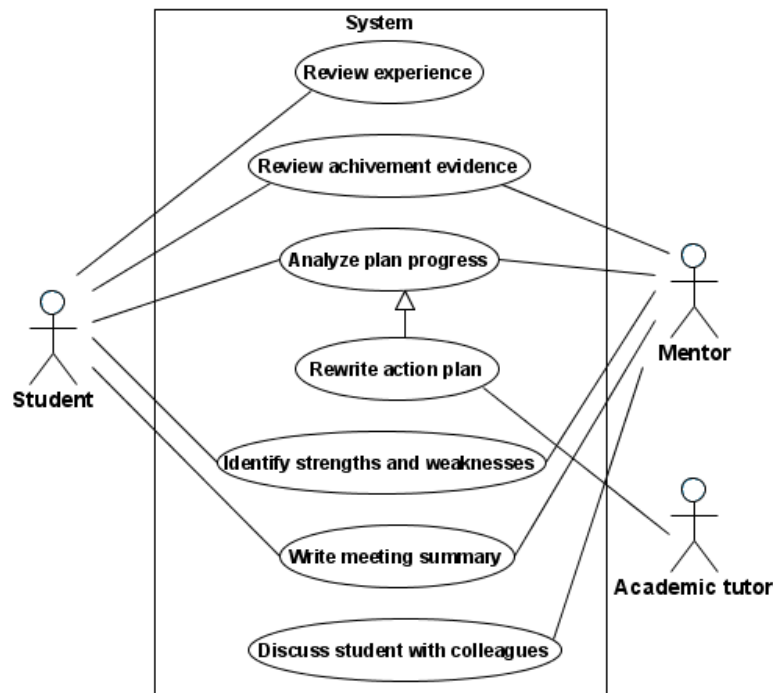 System
Review experience
Review achivement evidence
Analyze plan progress
Rewrite action plan
Student
Mentor
Identify strengths and weaknesses
Write meeting summary
Academic tutor
Discuss student with colleagues